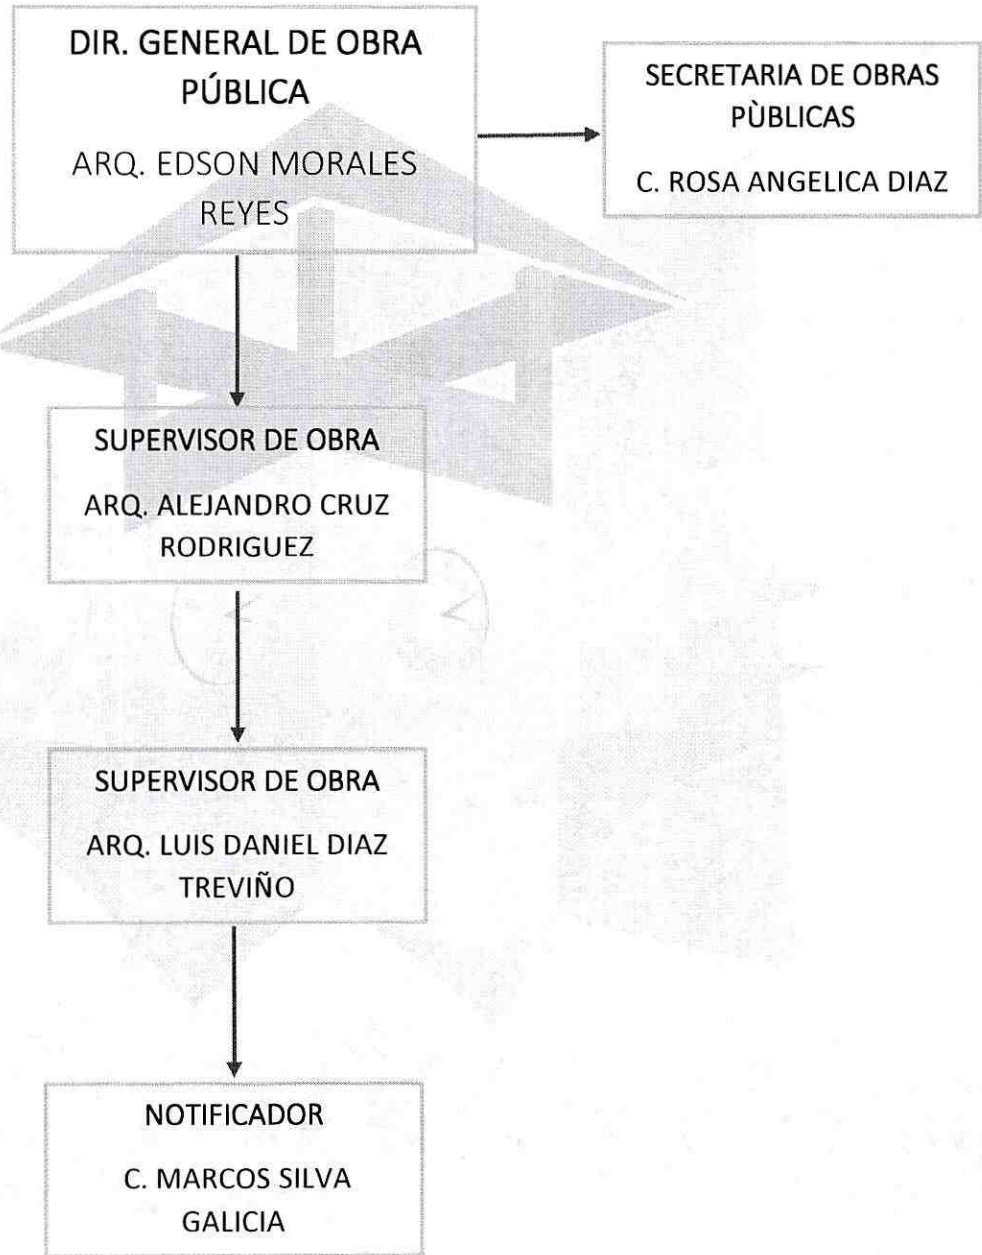 DIR. GENERAL DE OBRA
PÚBLICA
ARQ. EDSON MORALES
REYES
SECRETARIA DE OBRAS
PÙBLICAS
C. ROSA ANGELICA DIAZ
SUPERVISOR DE OBRA
ARQ. ALEJANDRO CRUZ
RODRIGUEZ
SUPERVISOR DE OBRA
ARQ. LUIS DANIEL DIAZ
TREVIÑO
NOTIFICADOR
C. MARCOS SILVA
GALICIA